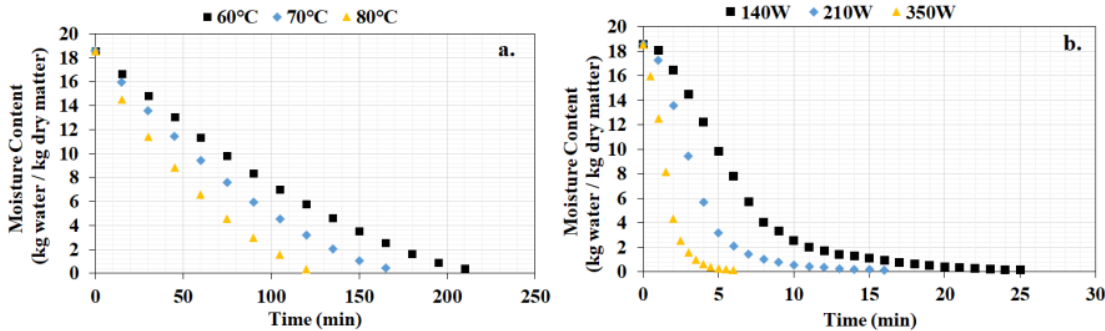 60°C 70°C 80°C
a.
20
18
16
14
12
10
8
6
4
2
0
0 50 100 150 200 250
Moisture Content
(kg water / kg dry matter)
Time (min)
140W 210W 350W
b.
20
18
16
14
12
10
8
6
4
2
0
0 5 10 15 20 25 30
Moisture Content
(kg water / kg dry matter)
Time (min)